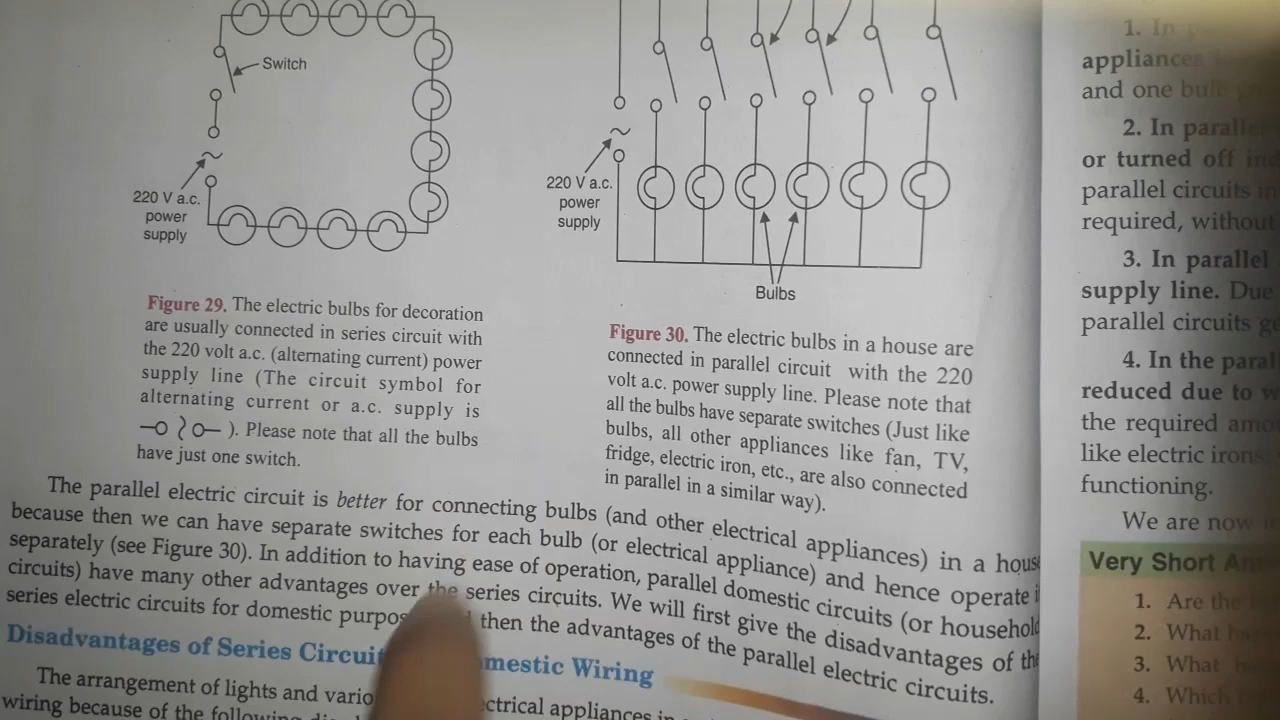 Switch
220 V a.c.
power
supply
Figure 29. The electric bulbs for decoration
are usually connected in series circuit with
the 220 volt a.c. (alternating current) power
supply line (The circuit symbol for
alternating current or a.c. supply is
). Please note that all the bulbs
have just one switch.
220 V a.c.
power
supply
Bulbs
Figure 30. The electric bulbs in a house are
connected in parallel circuit with the 220
volt a.c. power supply line. Please note that
all the bulbs have separate switches (Just like
bulbs, all other appliances like fan, TV,
fridge, electric iron, etc., are also connected
in parallel in a similar way).
The parallel electric circuit is better for connecting bulbs (and other electrical appliances) in a house
because then we can have separate switches for each bulb (or electrical appliance) and hence operate
separately (see Figure 30). In addition to having ease of operation, parallel domestic circuits (or household
circuits) have many other advantages over the series circuits. We will first give the disadvantages of
series electric circuits for domestic then the advantages of the parallel electric circuits.
Disadvantages of Series Wiring
The arrangement of lights and appliances in
wiring because of the following
1. In
appliances
and one
2. In parallel
or turned off
parallel circuits
required, without
3. In parallel
supply line. Due
parallel circuits
4. In the
reduced due to
the required
like electric irons
functioning.
We are now
Very Short
1. Are the
2. What
3. What
4. Which